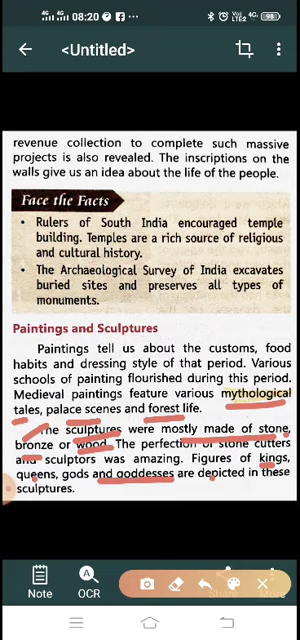 08:20
<Untitled>
revenue collection to complete such massive
projects is also revealed. The inscriptions on the
walls give us an idea about the life of the people.
Face the Facts
• Rulers of South India encouraged temple
building. Temples are a rich source of religious
and cultural history.
• The Archaeological Survey of India excavates
buried sites and preserves all types of
monuments.
Paintings and Sculptures
Paintings tell us about the customs, food
habits and dressing style of that period. Various
schools of painting flourished during this period.
Medieval paintings feature various mythological
tales, palace scenes and forest life.
The sculptures were mostly made of stone,
bronze or wood. The perfection of stone cutters
and sculptors was amazing. Figures of kings,
queens, gods and goddesses are depicted in these
sculptures.
Note
OCR
Share
More